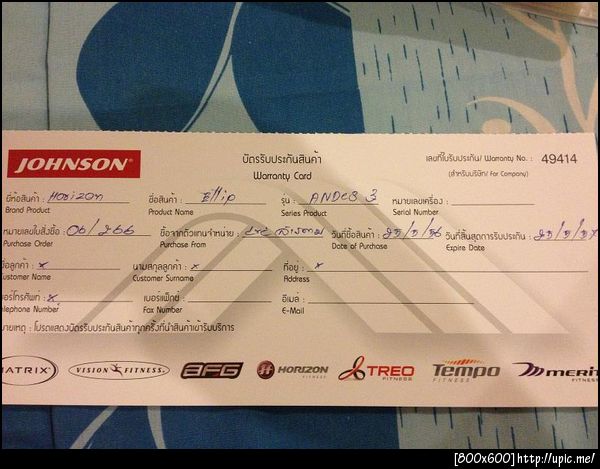 JOHNSON
บัตรรับประกันสินค้า
Warranty Card
เลขที่ใบรับประกัน/ Warranty No. : 49414
(สำหรับบริษัท/ For Company)
ยี่ห้อสินค้า : Horizon ชื่อสินค้า : Ellip รุ่น : ANDES 3 หมายเลขเครื่อง :
Brand Product Product Name Series Product Serial Number
หมายเลขใบสั่งซื้อ : 06/266 ซื้อจากตัวแทนจำหน่าย : วันที่ซื้อสินค้า : วันที่สิ้นสุดการรับประกัน :
Purchase Order Purchase From Date of Purchase Expire Date
ชื่อลูกค้า : x นามสกุลลูกค้า : x ที่อยู่ : x
Customer Name Customer Surname Address
เบอร์โทรศัพท์ : x เบอร์แฟ็กซ์ : อีเมล :
Telephone Number Fax Number E-Mail
หมายเหตุ : โปรดแสดงบัตรรับประกันสินค้าทุกครั้งที่นำสินค้าเข้ารับบริการ
MATRIX VISION FITNESS. AFG HORIZON FITNESS TREO FITNESS Tempo FITNESS MERIT FITNESS
[800x600] http://upic.me/